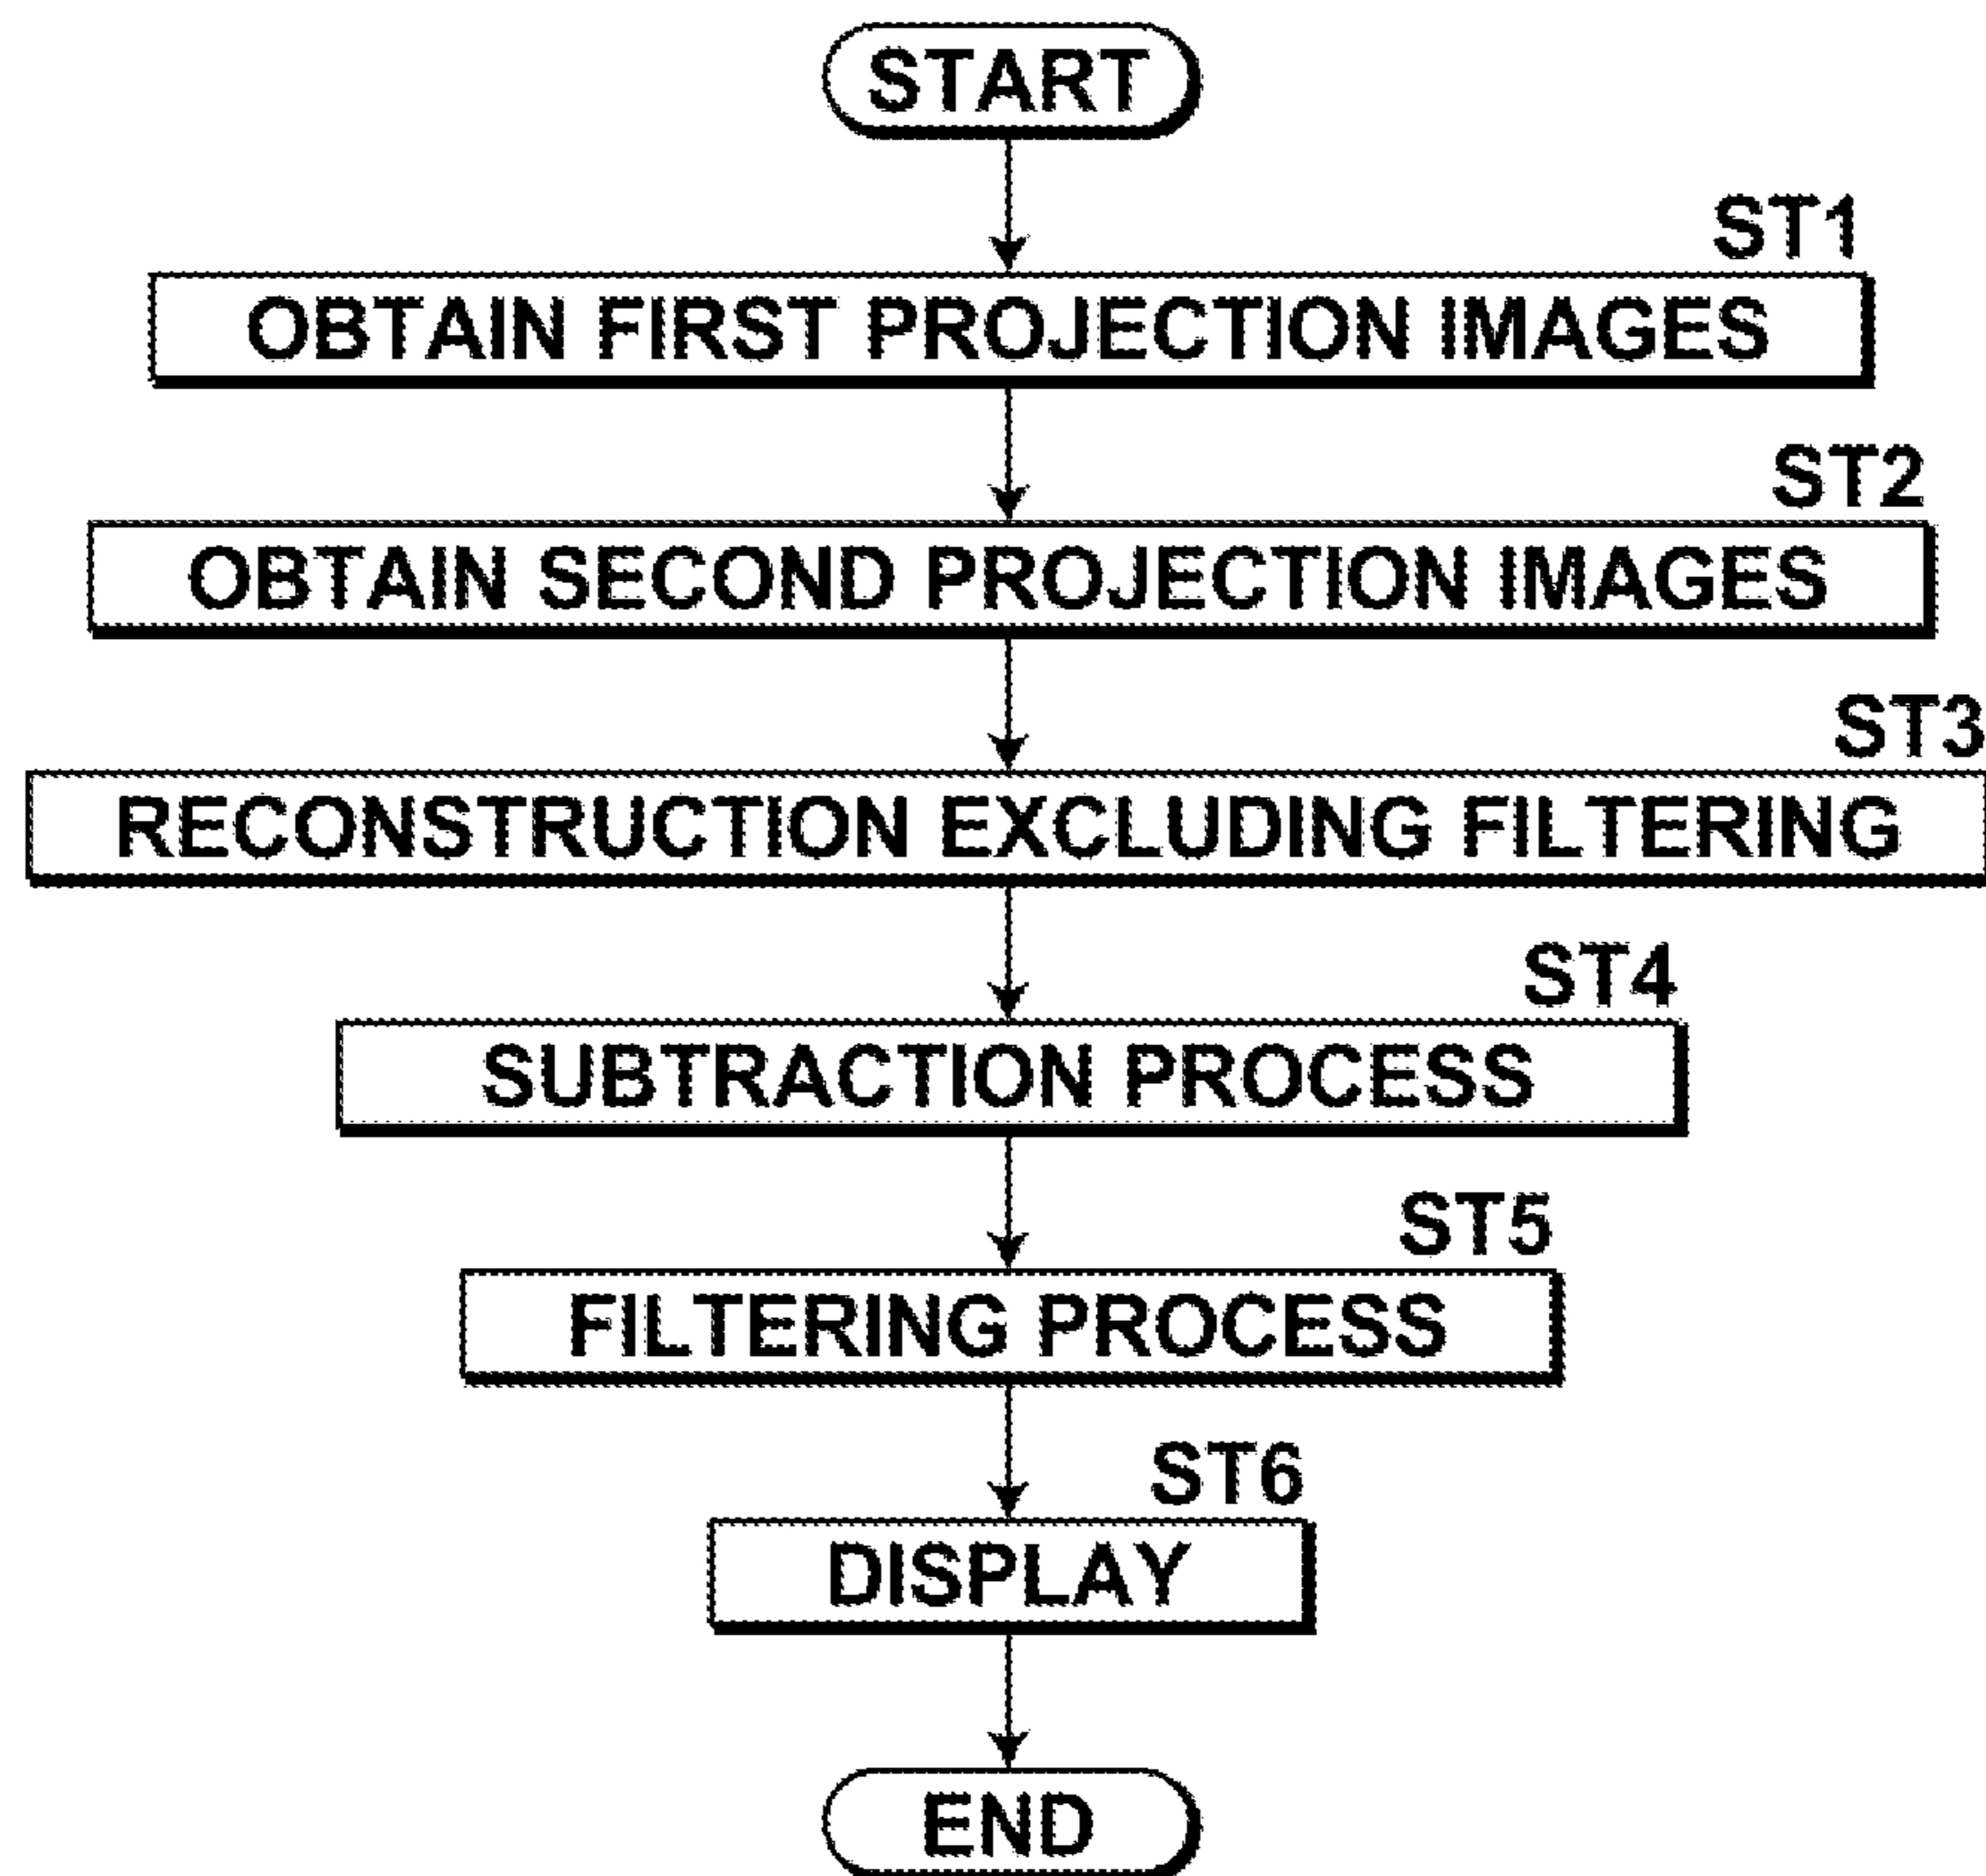 START
ST1
OBTAIN FIRST PROJECTION IMAGES
ST2
OBTAIN SECOND PROJECTION IMAGES
ST3
RECONSTRUCTION EXCLUDING FILTERING
ST4
SUBTRACTION PROCESS
ST5
FILTERING PROCESS
ST6
DISPLAY
END